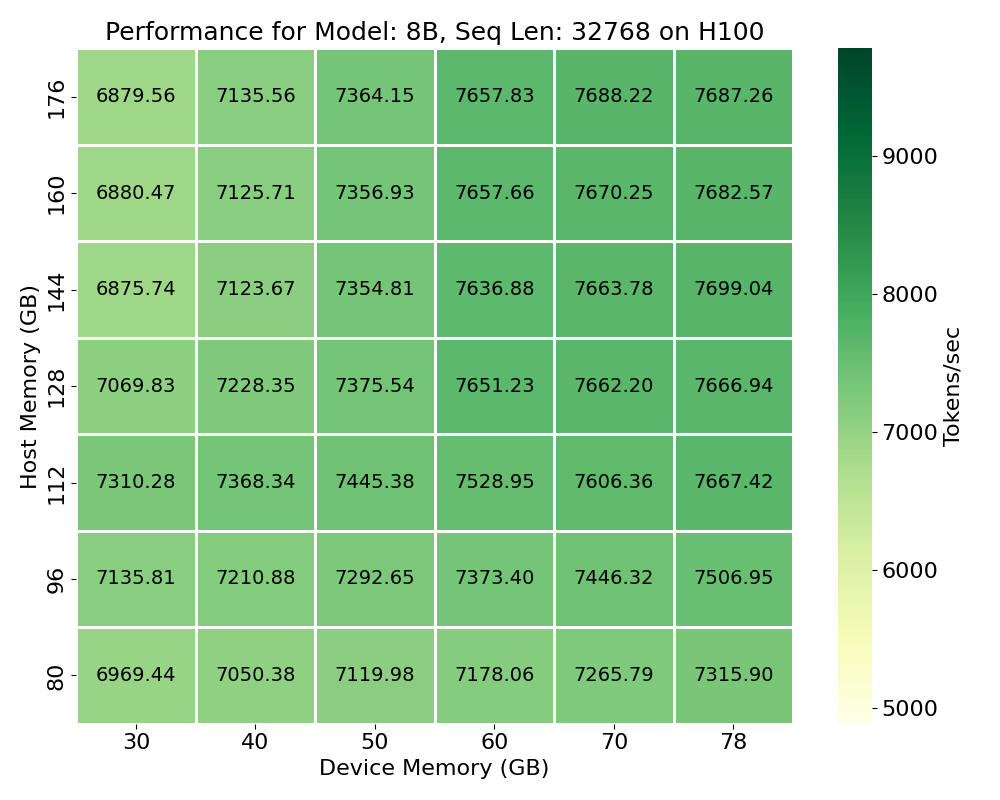 Performance for Model: 8B, Seq Len: 32768 on H100
176 6879.56 7135.56 7364.15 7657.83 7688.22 7687.26
160 6880.47 7125.71 7356.93 7657.66 7670.25 7682.57
144 6875.74 7123.67 7354.81 7636.88 7663.78 7699.04
128 7069.83 7228.35 7375.54 7651.23 7662.20 7666.94
112 7310.28 7368.34 7445.38 7528.95 7606.36 7667.42
96 7135.81 7210.88 7292.65 7373.40 7446.32 7506.95
80 6969.44 7050.38 7119.98 7178.06 7265.79 7315.90
30 40 50 60 70 78
Device Memory (GB)
Host Memory (GB)
9000
8000
7000
6000
5000
Tokens/sec